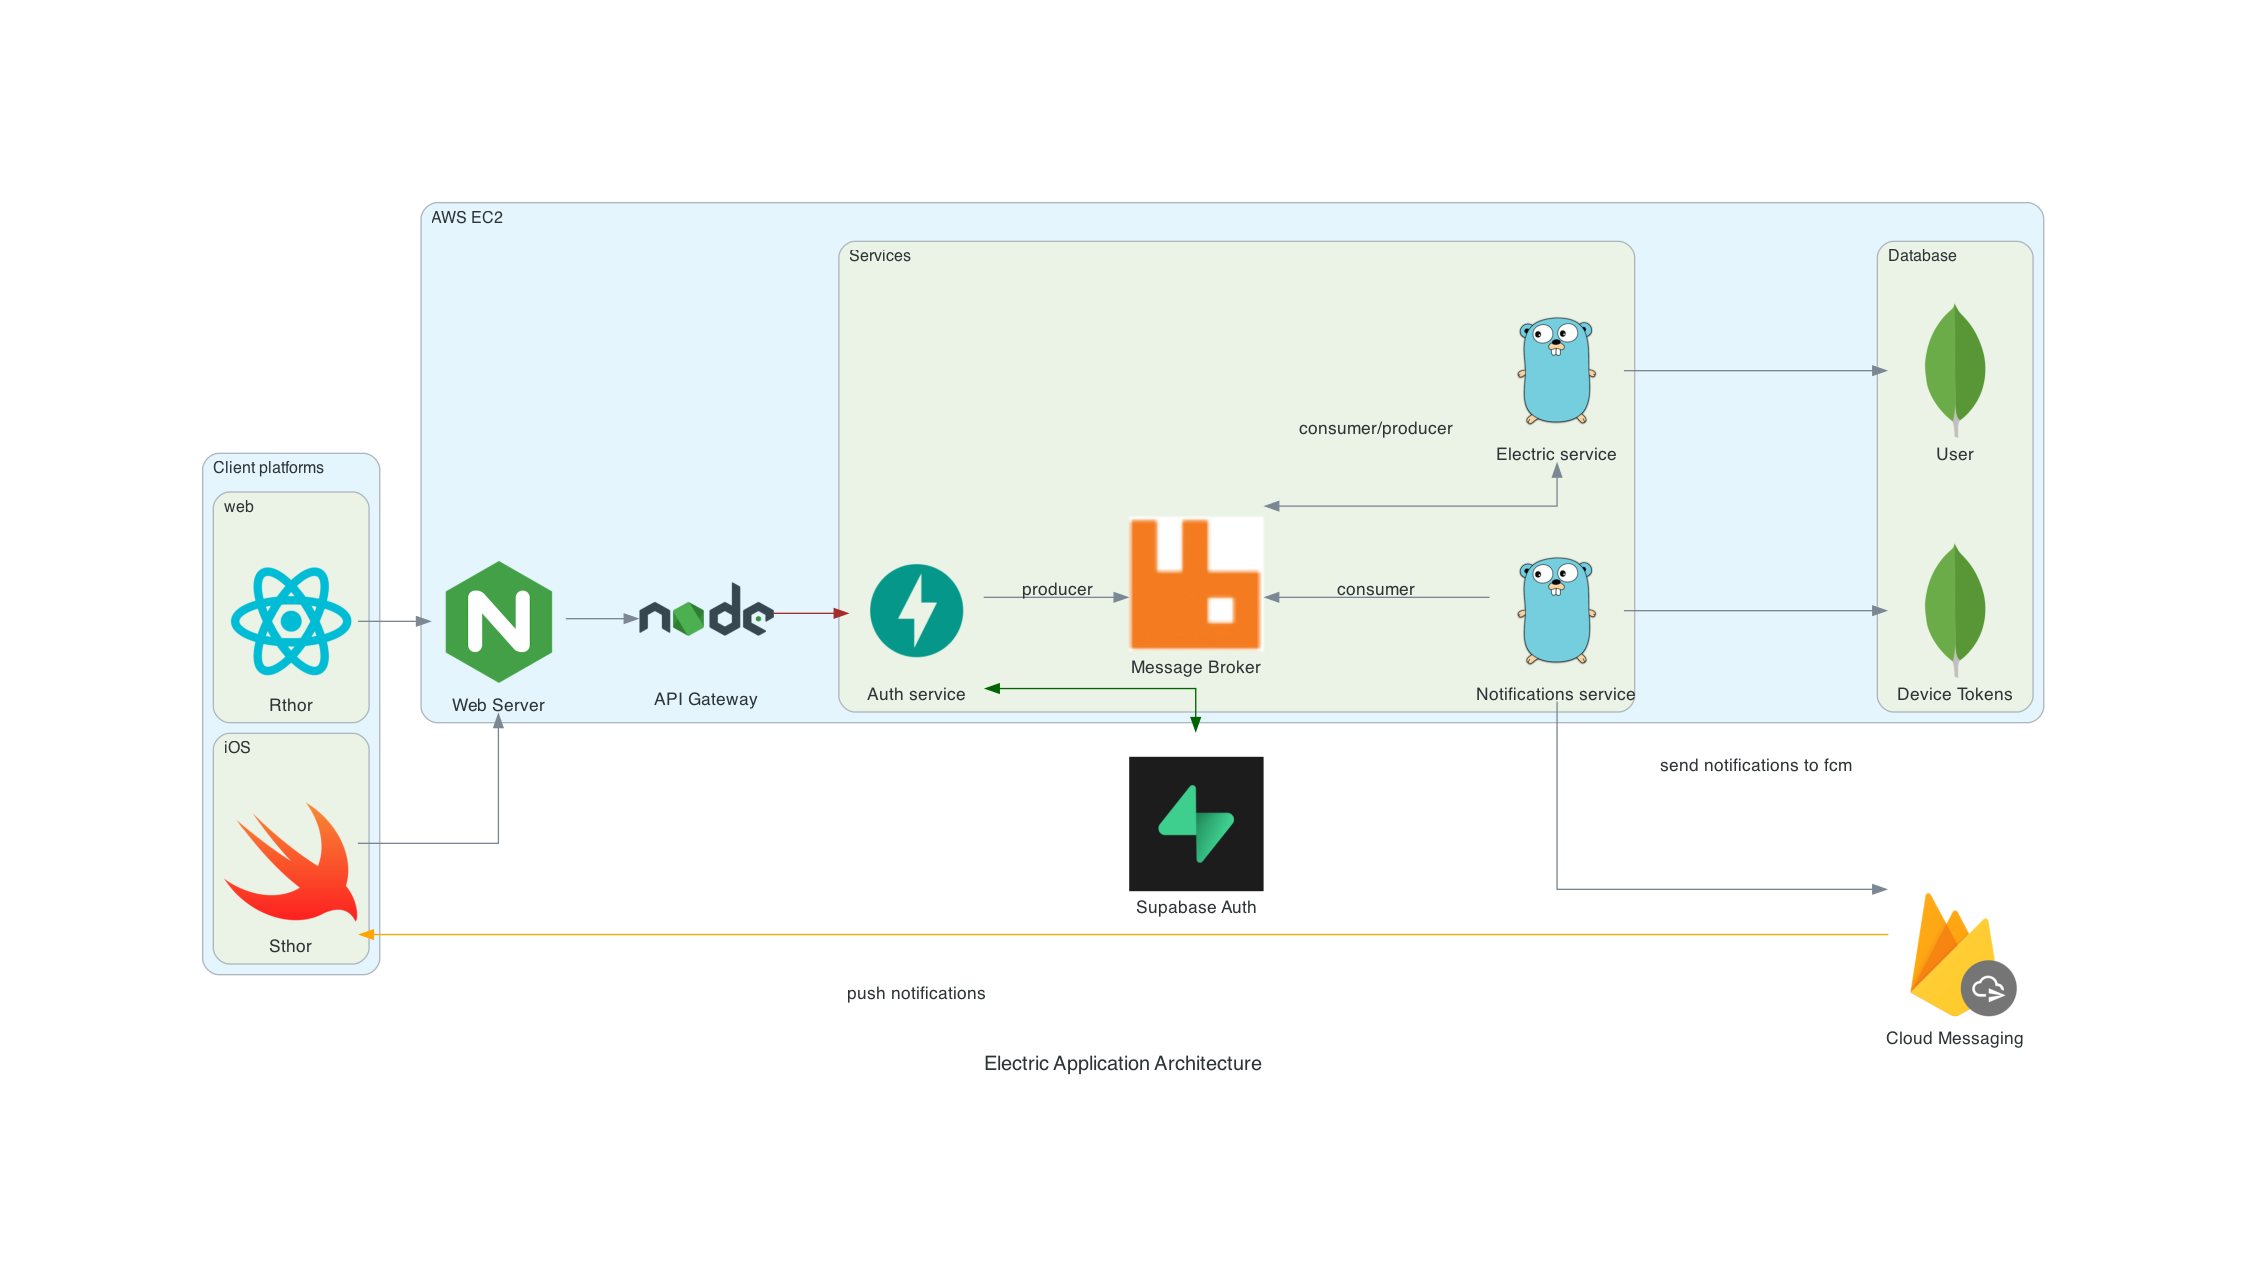 AWS EC2
Services
Database
consumer/producer
Electric service
User
Client platforms
web
producer
consumer
node
Message Broker
Rthor
Web Server
API Gateway
Auth service
Notifications service
Device Tokens
iOS
send notifications to fcm
Supabase Auth
Sthor
push notifications
Cloud Messaging
Electric Application Architecture